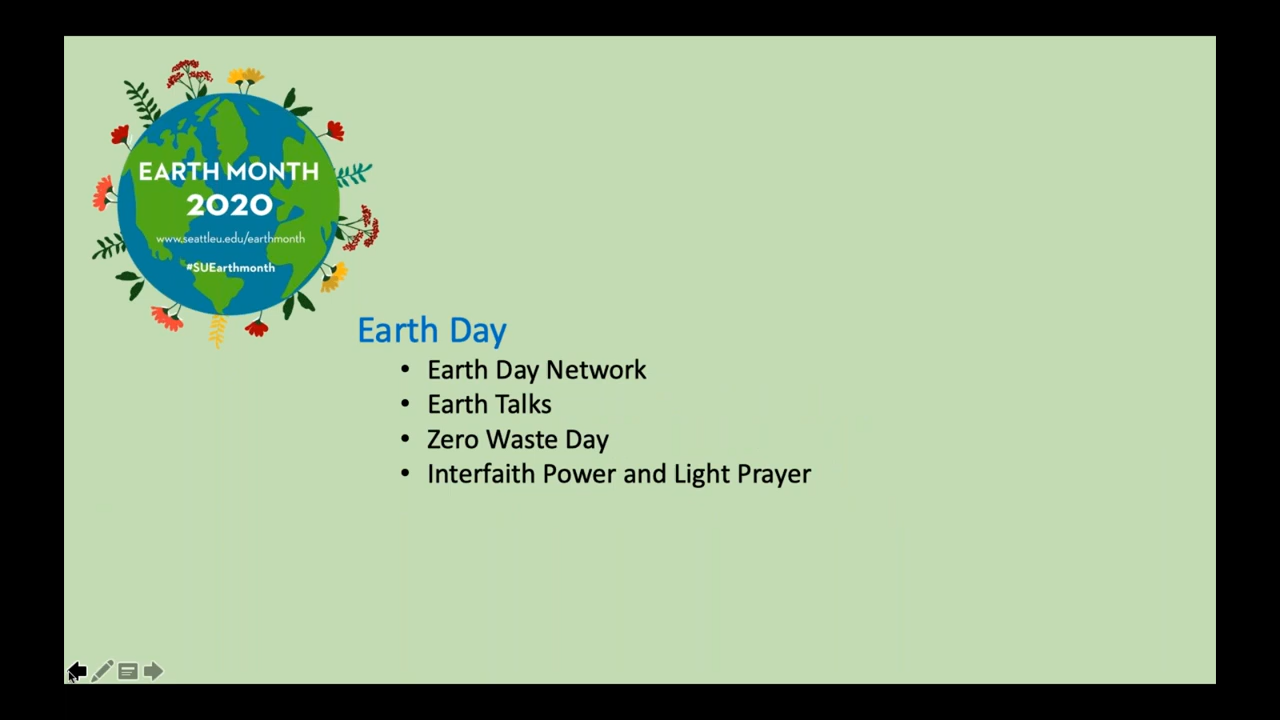 EARTH MONTH
2020
www.seattleu.edu/earthmonth
#SUEarthmonth
Earth Day
• Earth Day Network
• Earth Talks
• Zero Waste Day
• Interfaith Power and Light Prayer